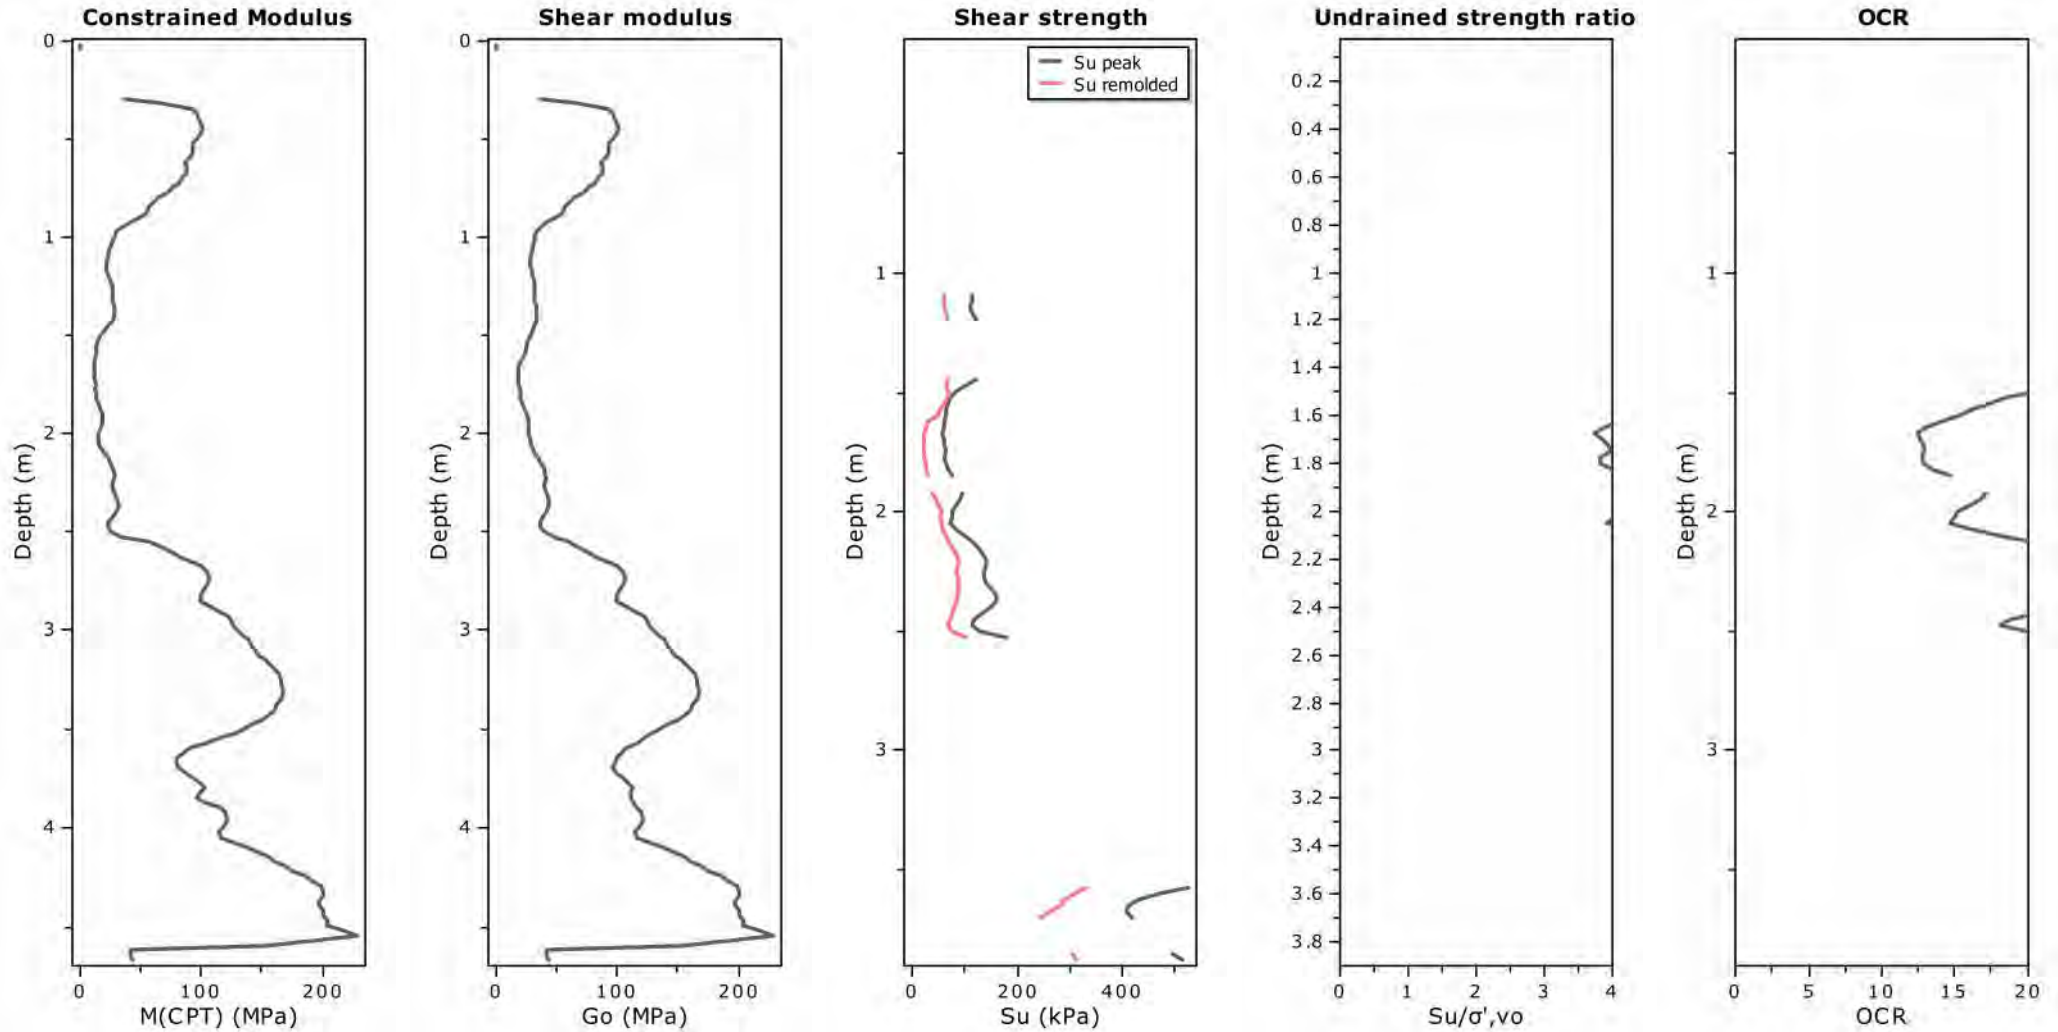 Constrained Modulus
0
1
2
3
4
Depth (m)
0 100 200
M(CPT) (MPa)
Shear modulus
0
1
2
3
4
Depth (m)
0 100 200
Go (MPa)
Shear strength
Su peak
Su remolded
1
2
3
Depth (m)
0 200 400
Su (kPa)
Undrained strength ratio
0.2
0.4
0.6
0.8
1
1.2
1.4
1.6
1.8
2
2.2
2.4
2.6
2.8
3
3.2
3.4
3.6
3.8
Depth (m)
0 1 2 3 4
Su/σ',vo
OCR
1
2
3
Depth (m)
0 5 10 15 20
OCR